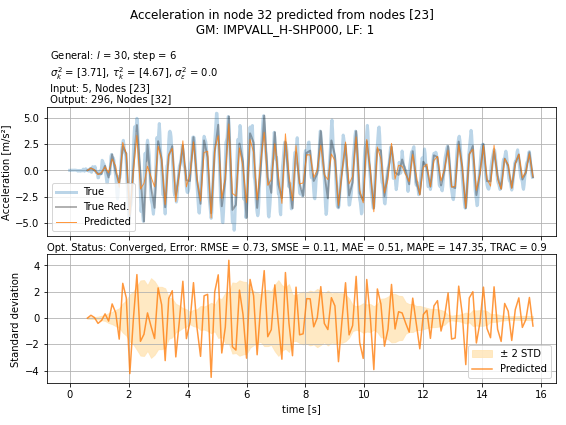 Acceleration in node 32 predicted from nodes [23]
GM: IMPVALL_H-SHP000, LF: 1
General: l = 30, step = 6
σ²ₖ = [3.71], τ²ₖ = [4.67], σ²ε = 0.0
Input: 5, Nodes [23]
Output: 296, Nodes [32]
Acceleration [m/s²]
5.0
2.5
0.0
−2.5
−5.0
True
True Red.
Predicted
Opt. Status: Converged, Error: RMSE = 0.73, SMSE = 0.11, MAE = 0.51, MAPE = 147.35, TRAC = 0.9
Standard deviation
4
2
0
−2
−4
± 2 STD
Predicted
0 2 4 6 8 10 12 14 16
time [s]